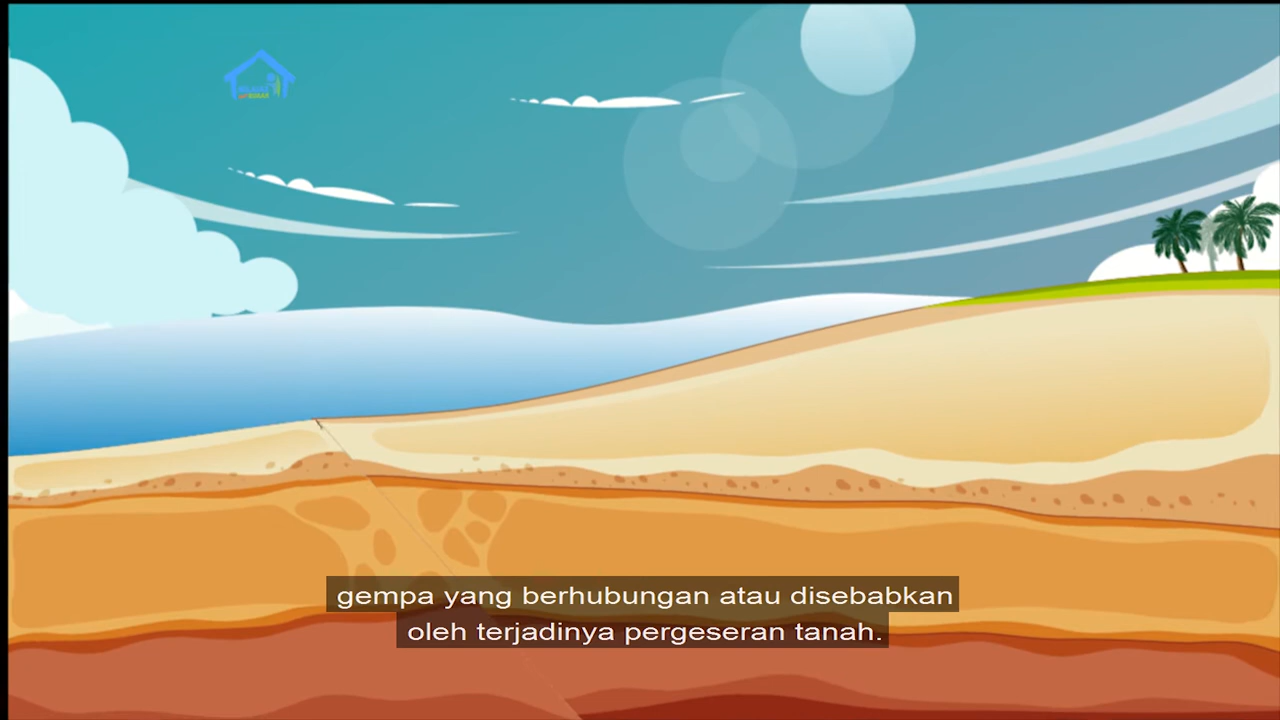 gempa yang berhubungan atau disebabkan
oleh terjadinya pergeseran tanah.